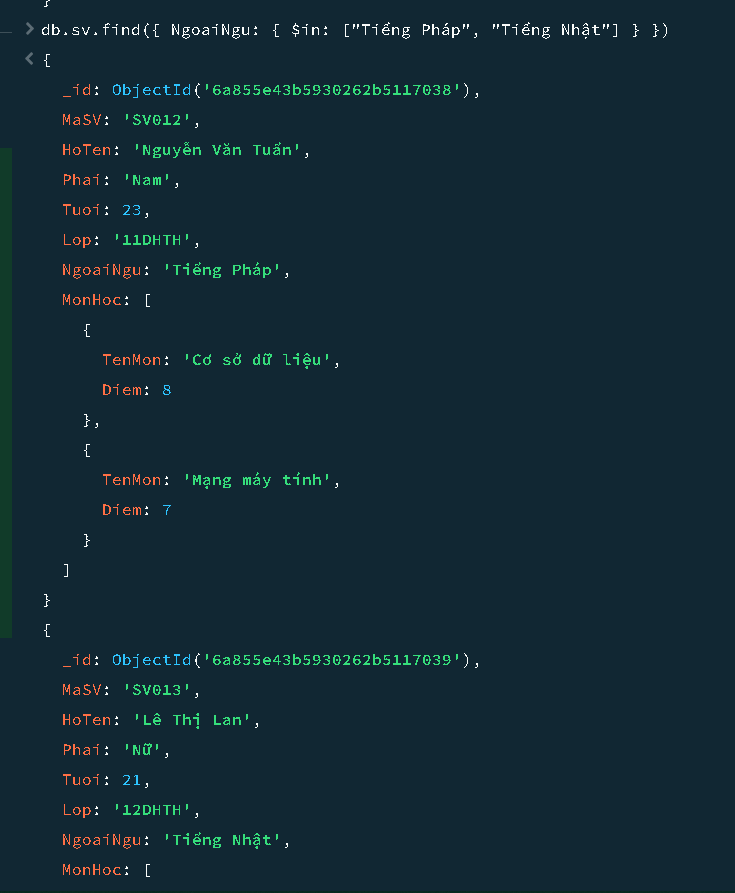 }
> db.sv.find({ NgoaiNgu: { $in: ["Tiếng Pháp", "Tiếng Nhật"] } })
< {
_id: ObjectId('6a855e43b5930262b5117038'),
MaSV: 'SV012',
HoTen: 'Nguyễn Văn Tuấn',
Phai: 'Nam',
Tuoi: 23,
Lop: '11DHTH',
NgoaiNgu: 'Tiếng Pháp',
MonHoc: [
{
TenMon: 'Cơ sở dữ liệu',
Diem: 8
},
{
TenMon: 'Mạng máy tính',
Diem: 7
}
]
}
{
_id: ObjectId('6a855e43b5930262b5117039'),
MaSV: 'SV013',
HoTen: 'Lê Thị Lan',
Phai: 'Nữ',
Tuoi: 21,
Lop: '12DHTH',
NgoaiNgu: 'Tiếng Nhật',
MonHoc: [